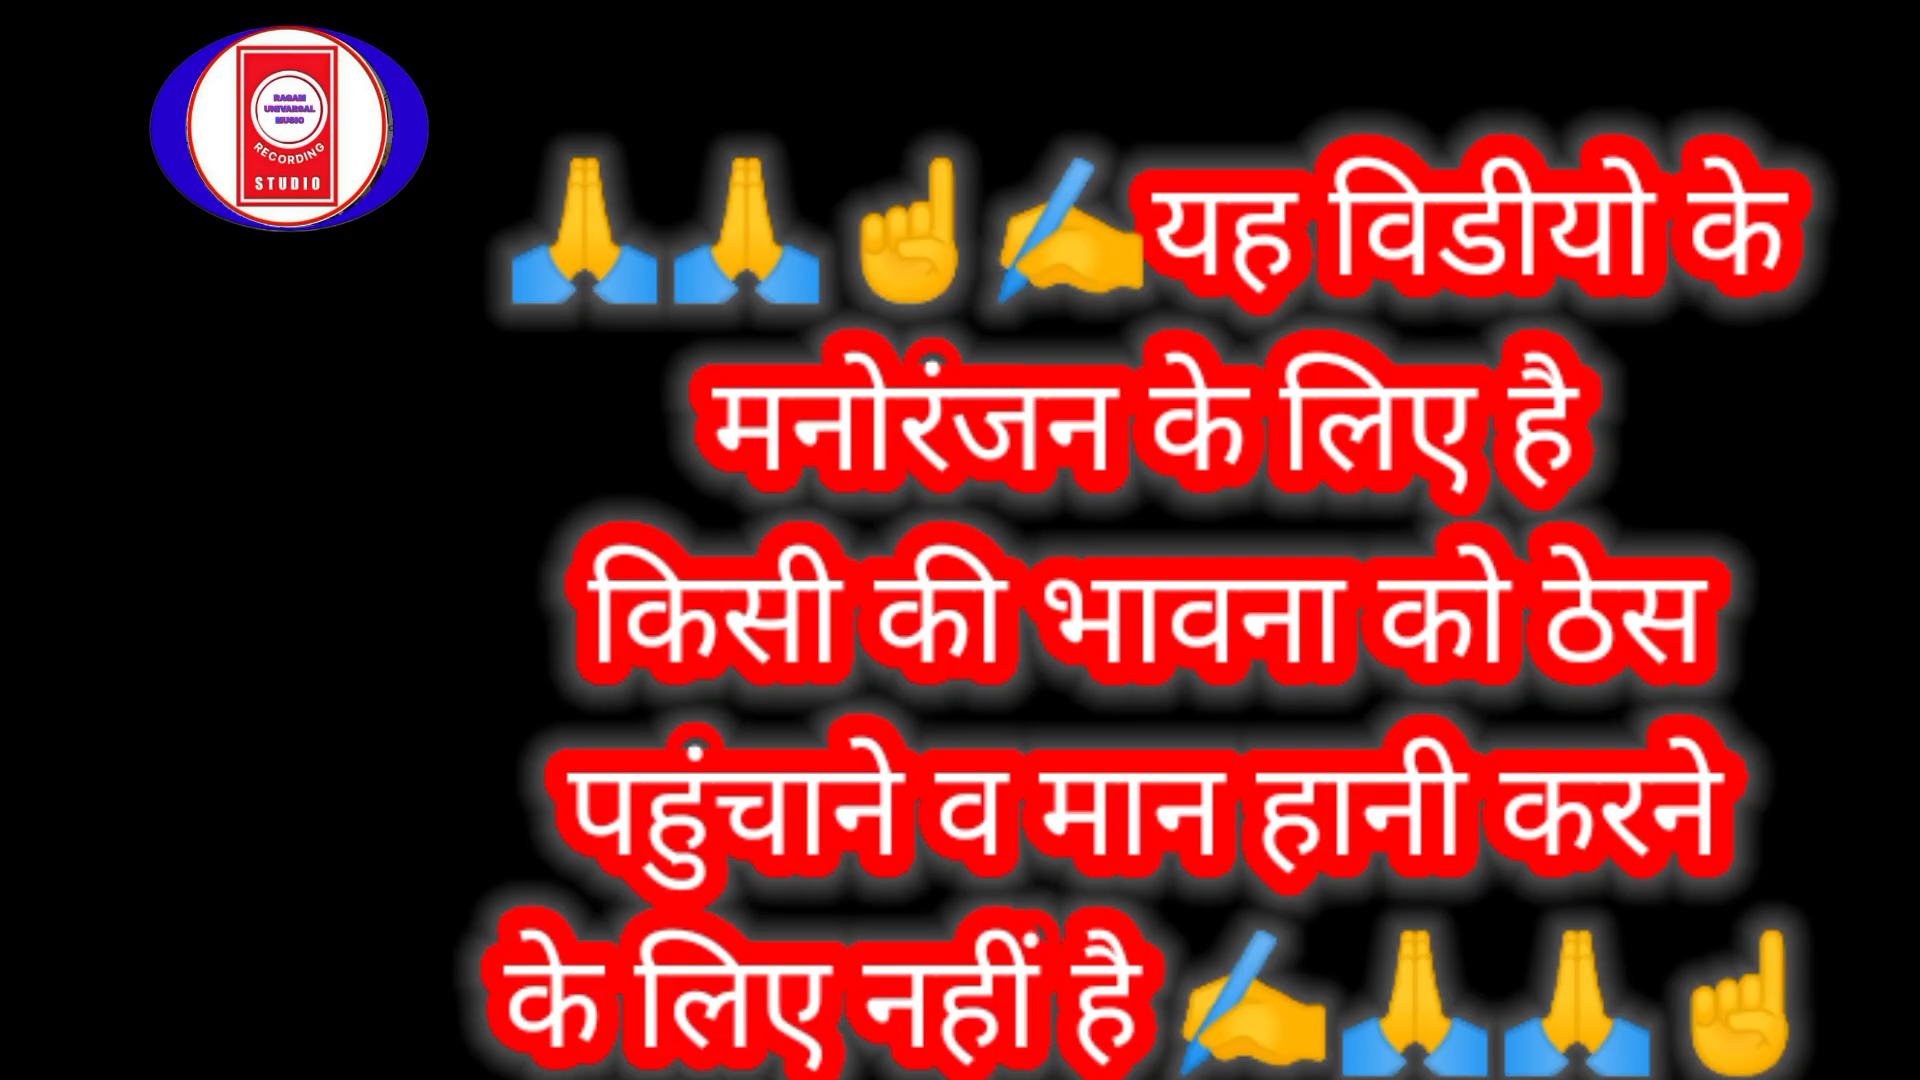 RAGAM
UNIVARSAL
MUSIC
RECORDING
STUDIO
🙏🙏☝️✍️यह विडीयो के
मनोरंजन के लिए है
किसी की भावना को ठेस
पहुंचाने व मान हानी करने
के लिए नहीं है ✍️🙏🙏☝️